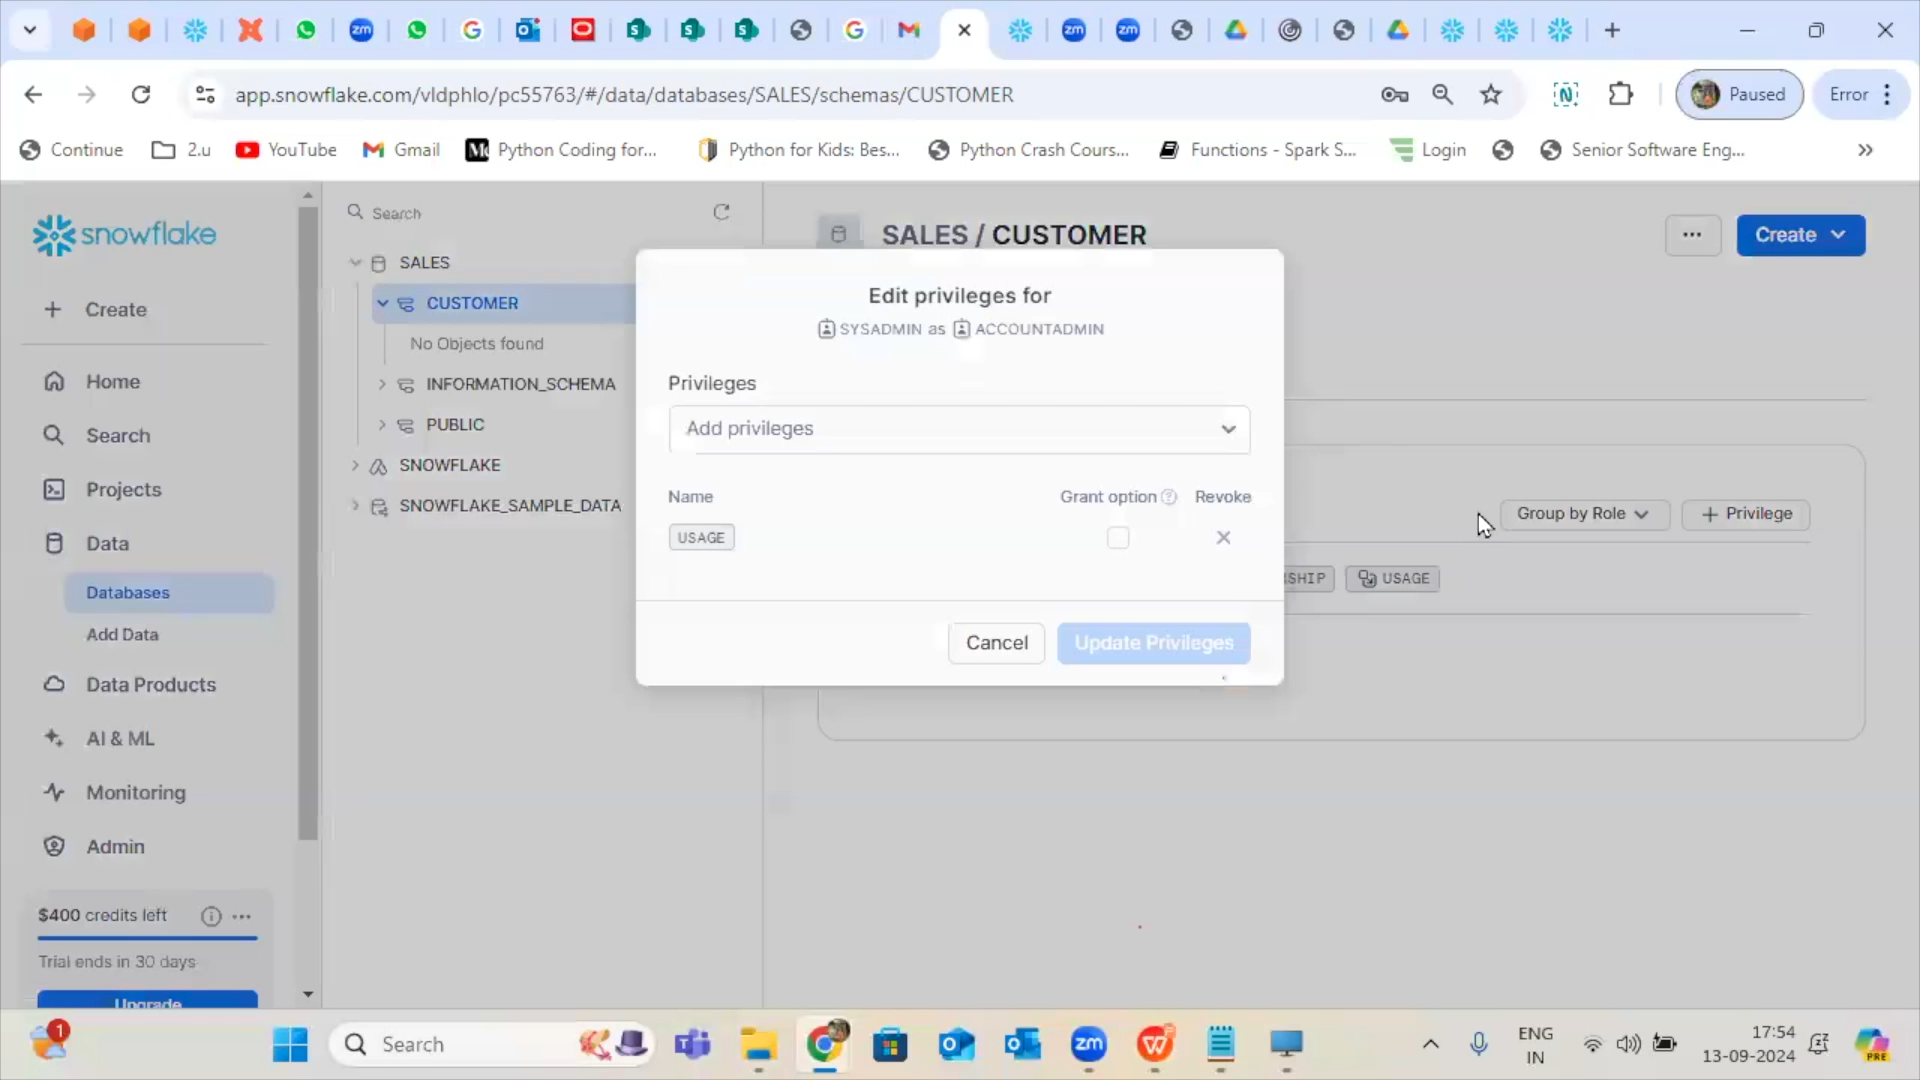 app.snowflake.com/vldphlo/pc55763/#/data/databases/SALES/schemas/CUSTOMER
Paused
Error
Continue
2.u
YouTube
Gmail
Python Coding for...
Python for Kids: Bes...
Python Crash Cours...
Functions - Spark S...
Login
Senior Software Eng...
snowflake
Create
Home
Search
Projects
Data
Databases
Add Data
Data Products
AI & ML
Monitoring
Admin
$400 credits left
Trial ends in 30 days
Upgrade
Search
SALES
CUSTOMER
No Objects found
INFORMATION_SCHEMA
PUBLIC
SNOWFLAKE
SNOWFLAKE_SAMPLE_DATA
SALES / CUSTOMER
Create
Group by Role
Privilege
SHIP
USAGE
Edit privileges for
SYSADMIN as ACCOUNTADMIN
Privileges
Add privileges
Name Grant option Revoke
USAGE
Cancel
Update Privileges
1
Search
ENG
IN
17:54
13-09-2024
PRE